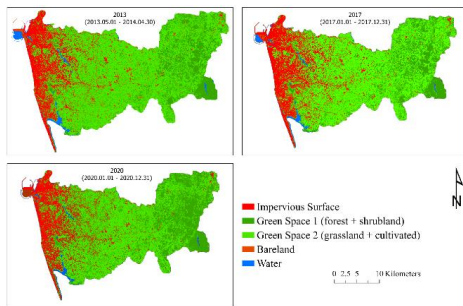 2013
(2013.05.01 - 2014.04.30)
2017
(2017.01.01 - 2017.12.31)
2020
(2020.01.01 - 2020.12.31)
N
Impervious Surface
Green Space 1 (forest + shrubland)
Green Space 2 (grassland + cultivated)
Bareland
Water
0 2.5 5 10 Kilometers